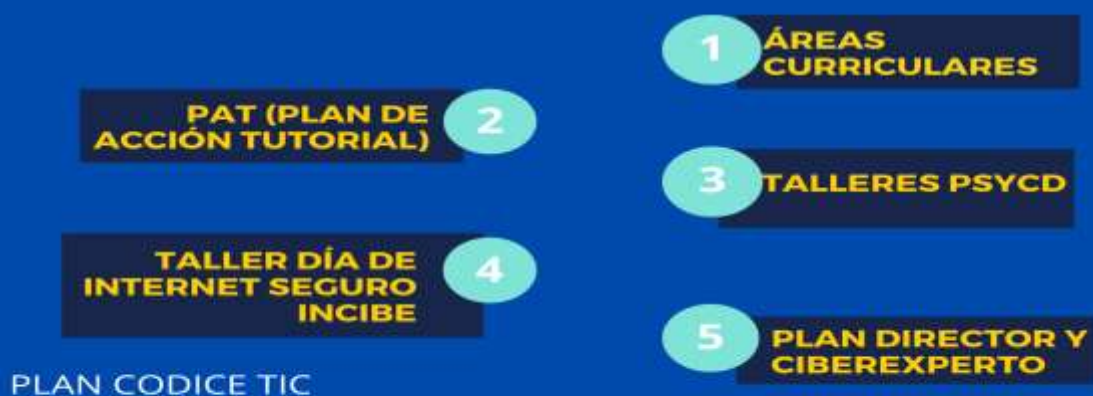 1
ÁREAS
CURRICULARES
PAT (PLAN DE
ACCIÓN TUTORIAL)
2
3
TALLERES PSYCD
TALLER DÍA DE
INTERNET SEGURO
INCIBE
4
5
PLAN DIRECTOR Y
CIBEREXPERTO
PLAN CODICE TIC